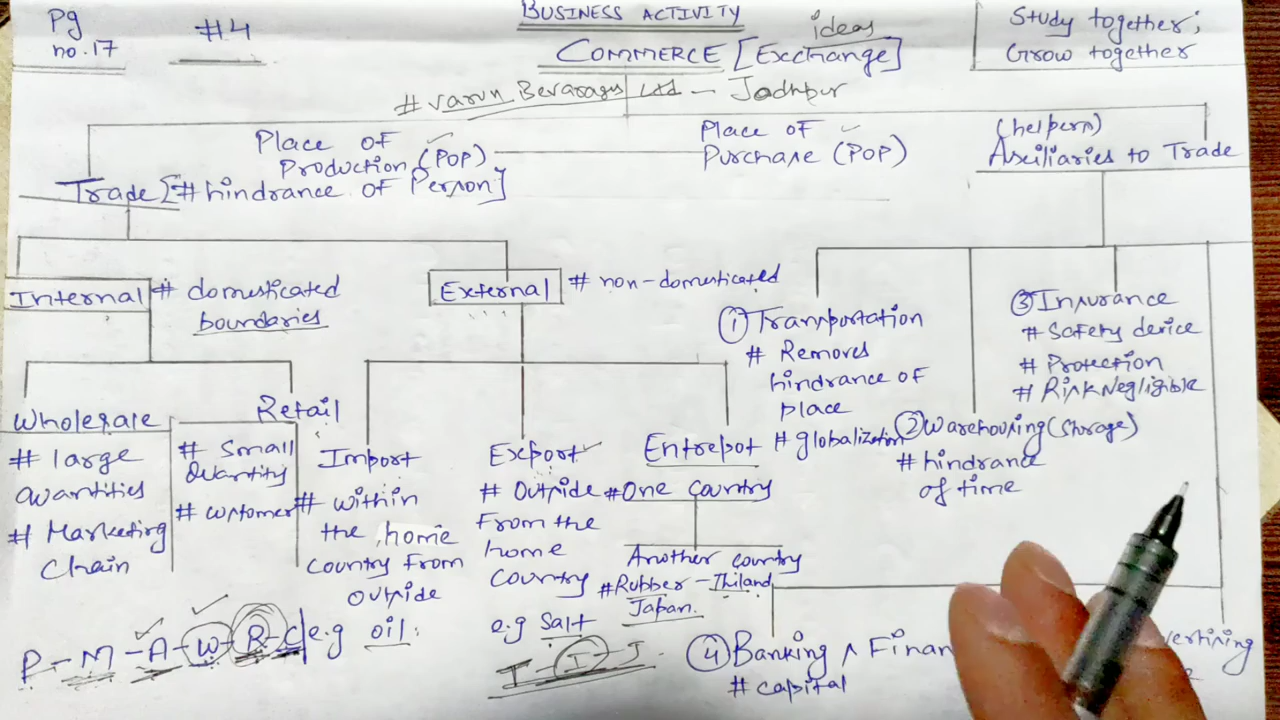 Pg
no. 17
#4
BUSINESS ACTIVITY
ideas
COMMERCE [Exchange]
Study together;
Grow together
# Varun Bevarages Ltd - Jodhpur
Place of
Production (POP)
Place of
Purchase (POP)
(helpers)
Auxiliaries to Trade
Trade [# hindrance of Person]
Internal
# domesticated
boundaries
External
# non-domesticated
Wholesale
# large
quantities
# Marketing
Chain
Retail
# Small
Quantity
# customer
Import
# within
the home
country from
outside
e.g oil
Export
# Outside
from the
home
country
e.g Salt
Entrepot
# One country
Another country
# Rubber - Thiland
Japan.
P - M - A - W - R - C
T - I - J
① Transportation
# Removes
hindrance of
place
# globalization
② Warehousing (Storage)
# hindrance
of time
③ Insurance
# Safety device
# Protection
# Risk Negligible
④ Banking & Finan
# capital